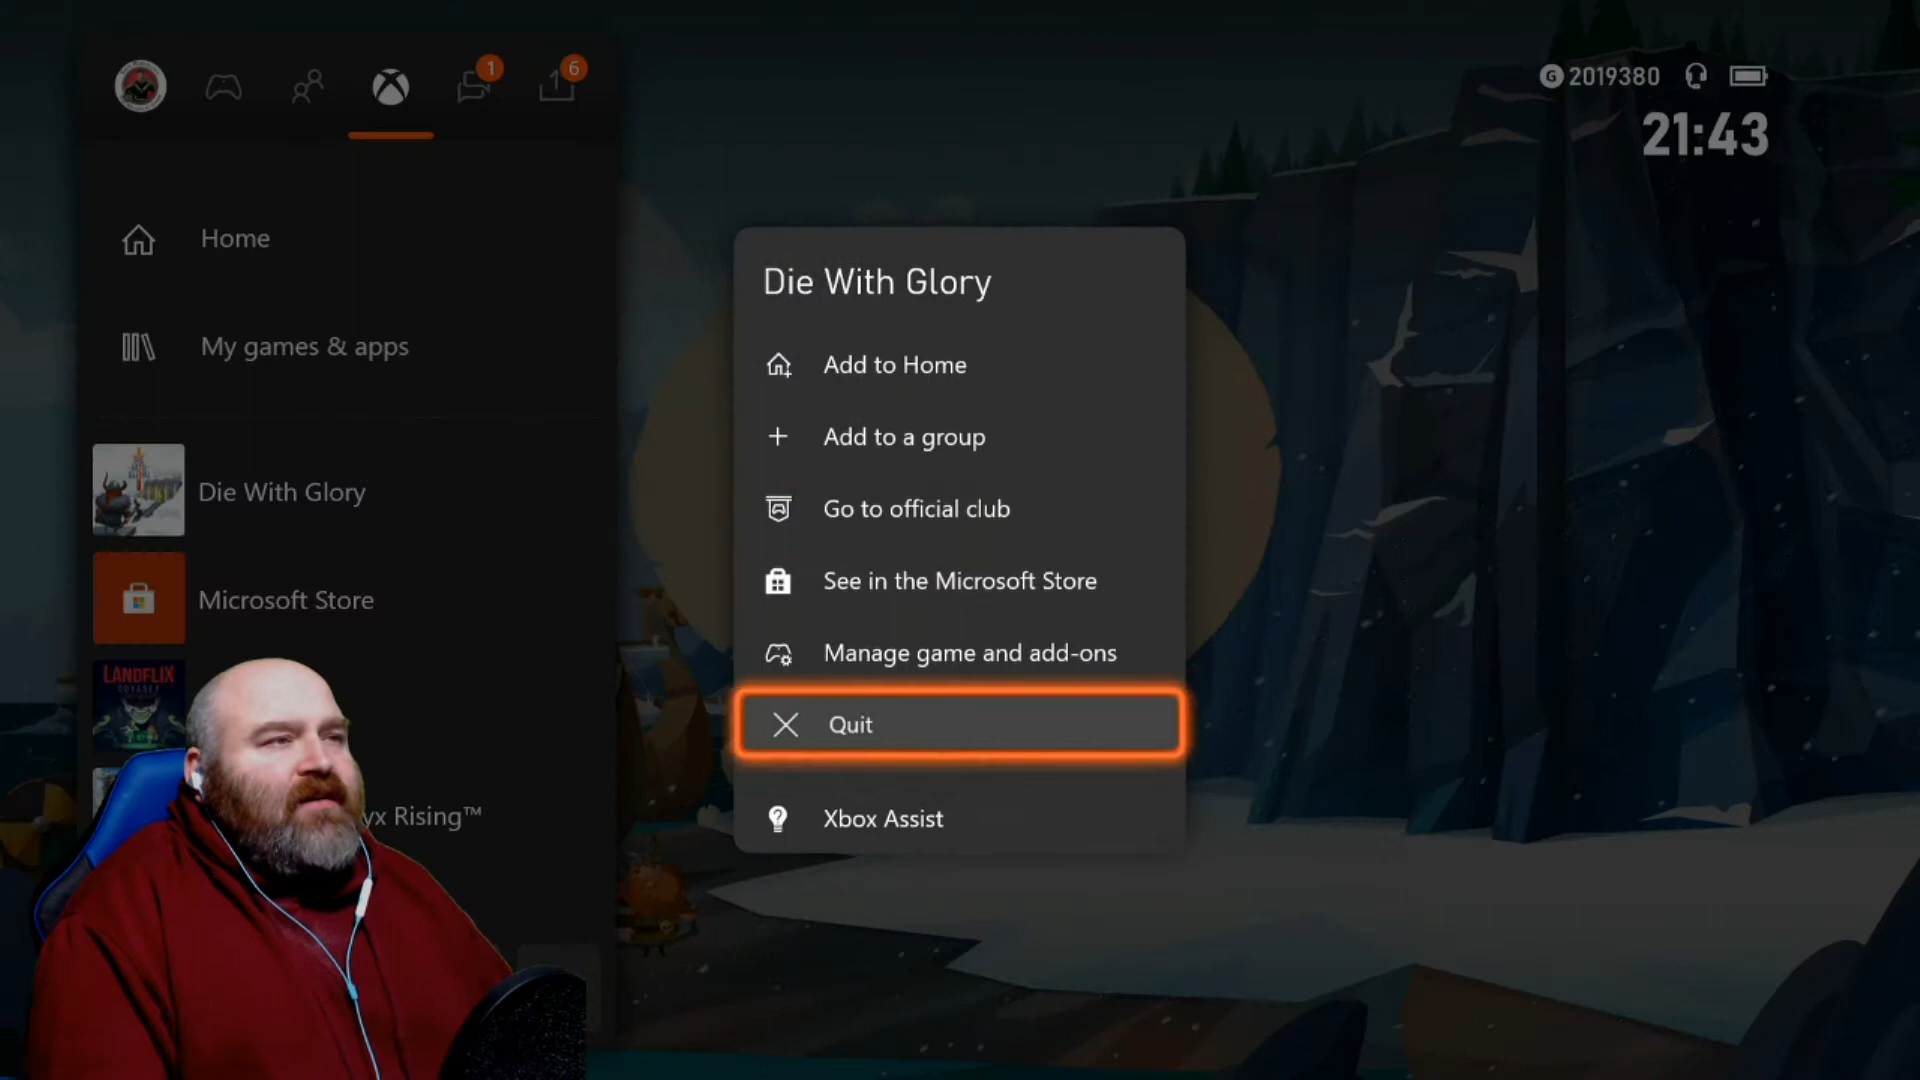 1
6
G 2019380
21:43
Home
My games & apps
Die With Glory
Microsoft Store
LANDFLIX
ODYSSEY
yx Rising™
Die With Glory
Add to Home
Add to a group
Go to official club
See in the Microsoft Store
Manage game and add-ons
Quit
Xbox Assist